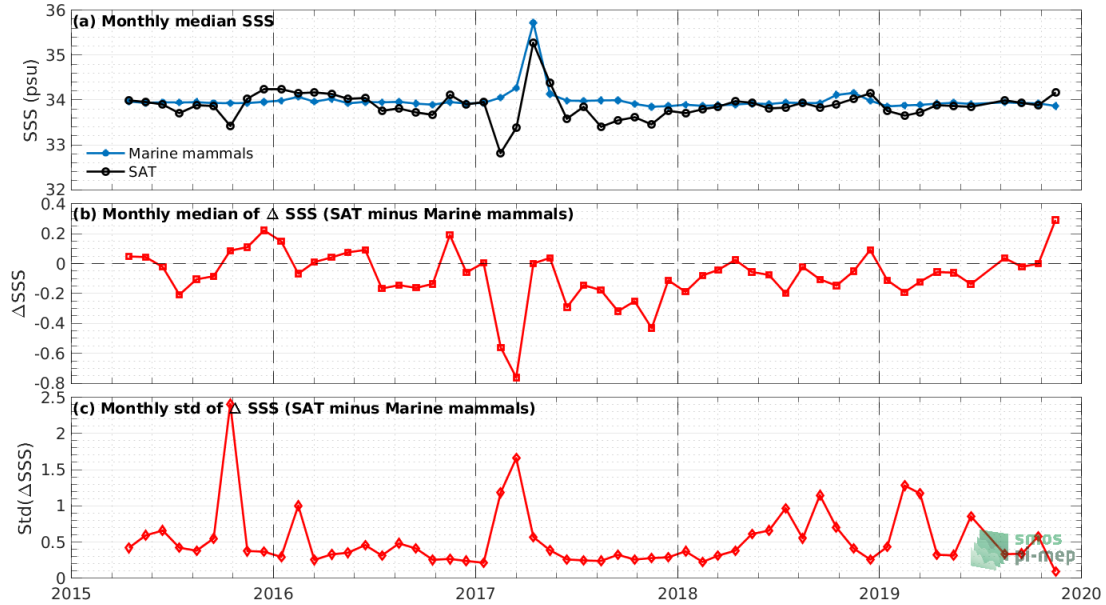 (a) Monthly median SSS
36
35
34
33
32
SSS (psu)
Marine mammals
SAT
(b) Monthly median of Δ SSS (SAT minus Marine mammals)
0.4
0.2
0
-0.2
-0.4
-0.6
-0.8
ΔSSS
(c) Monthly std of Δ SSS (SAT minus Marine mammals)
2.5
2
1.5
1
0.5
0
Std(ΔSSS)
smos
pi-mep
2015 2016 2017 2018 2019 2020